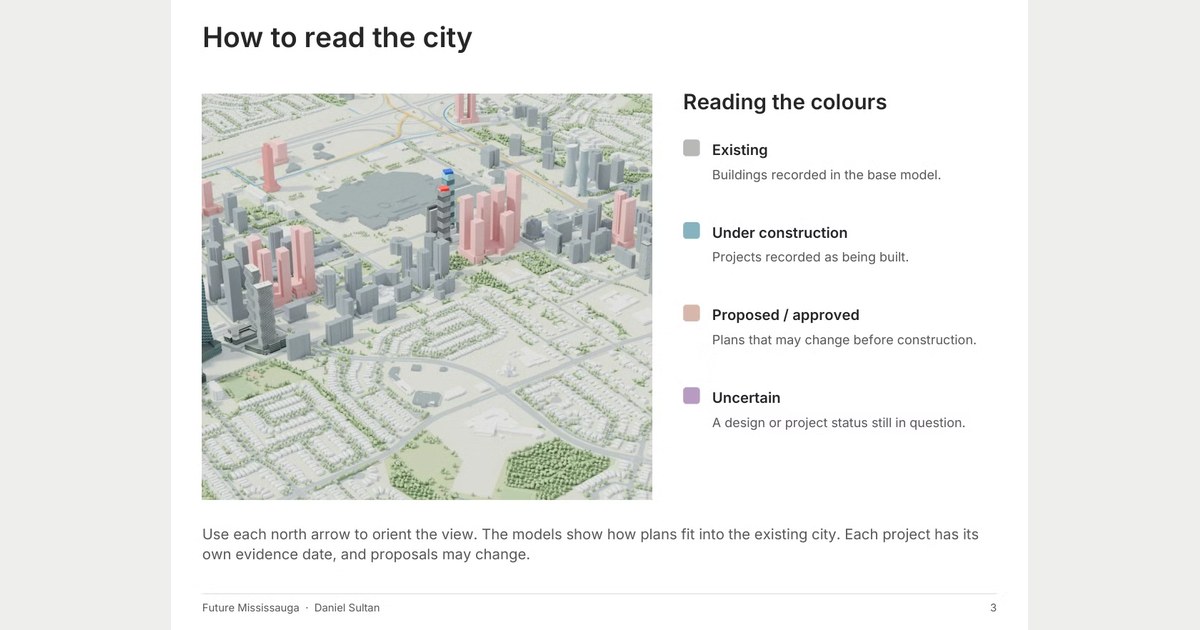 How to read the city
Reading the colours
Existing
Buildings recorded in the base model.
Under construction
Projects recorded as being built.
Proposed / approved
Plans that may change before construction.
Uncertain
A design or project status still in question.
Use each north arrow to orient the view. The models show how plans fit into the existing city. Each project has its
own evidence date, and proposals may change.
Future Mississauga · Daniel Sultan
3